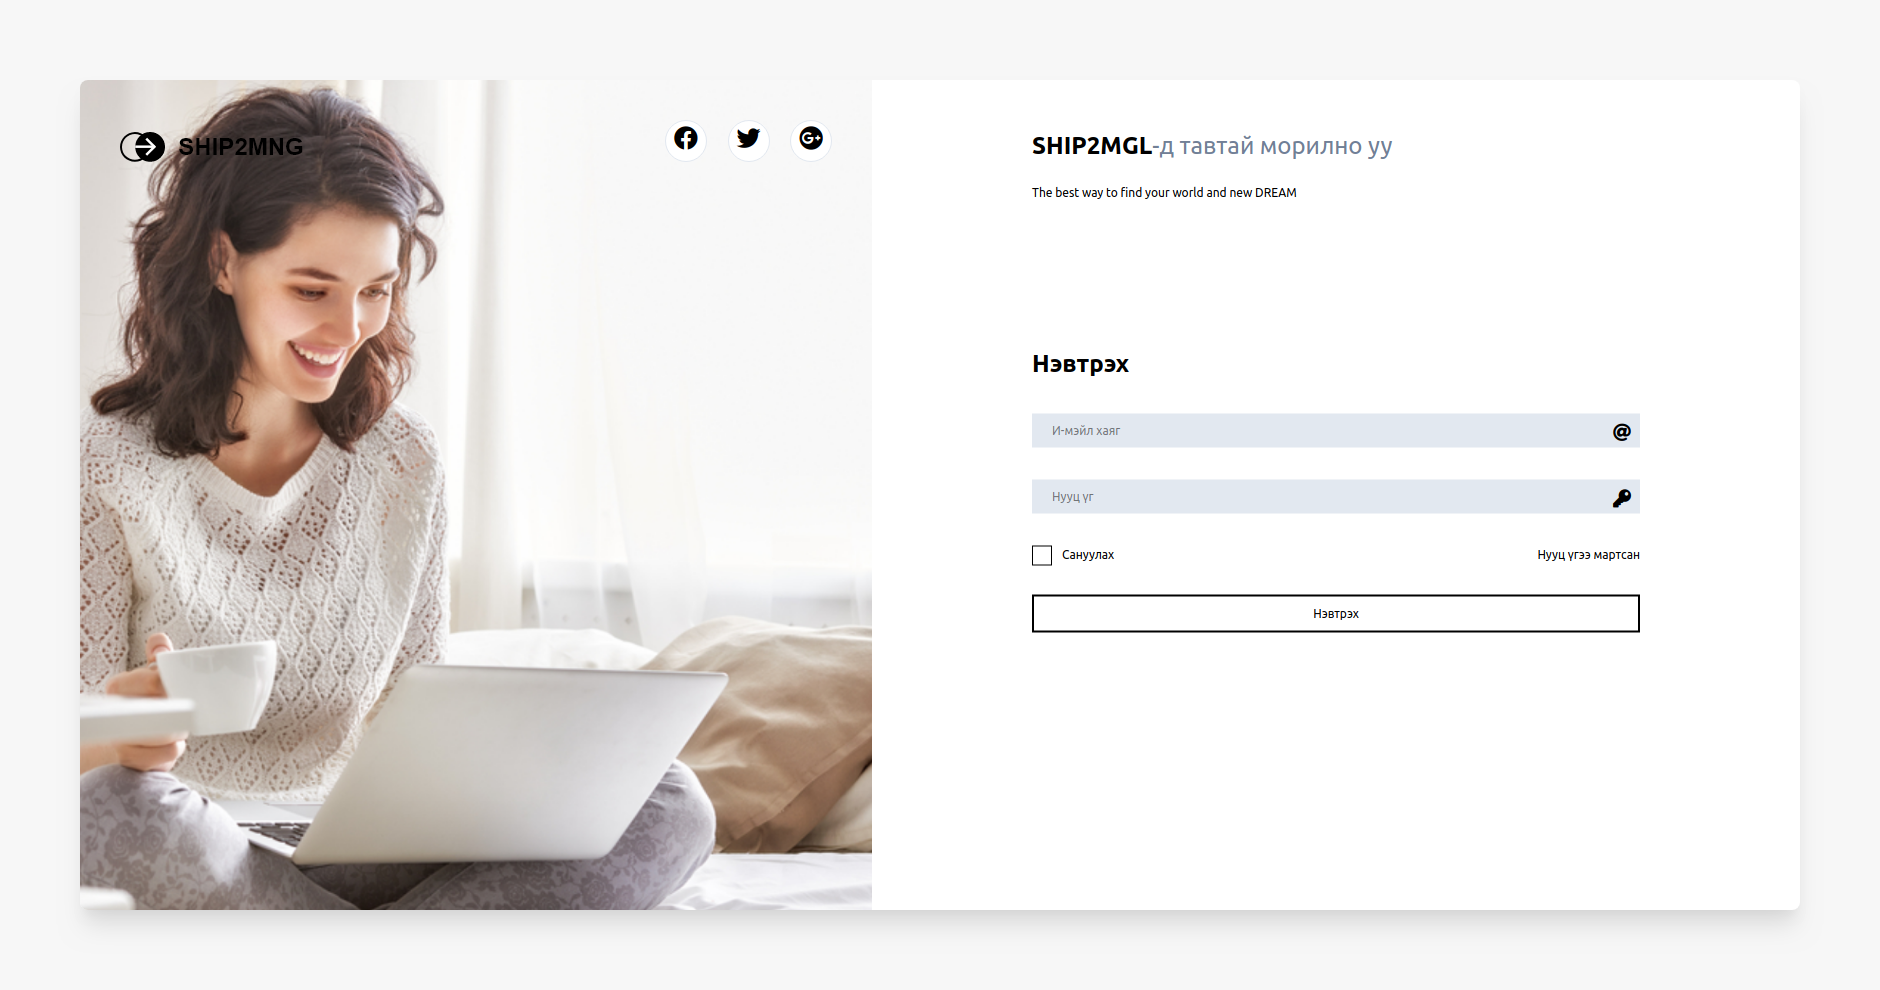 SHIP2MNG
SHIP2MGL-д тавтай морилно уу
The best way to find your world and new DREAM
Нэвтрэх
И-мэйл хаяг
Нууц үг
Сануулах
Нууц үгээ мартсан
Нэвтрэх